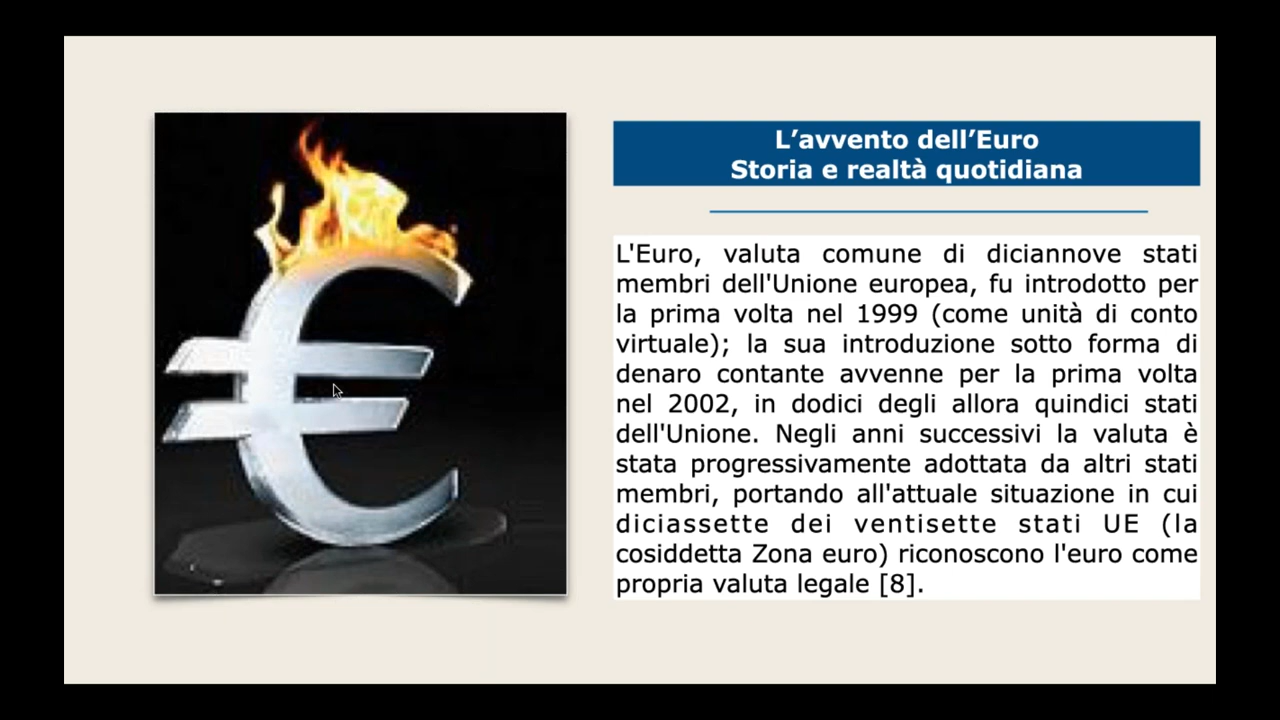 L’avvento dell’Euro
Storia e realtà quotidiana
L'Euro, valuta comune di diciannove stati
membri dell'Unione europea, fu introdotto per
la prima volta nel 1999 (come unità di conto
virtuale); la sua introduzione sotto forma di
denaro contante avvenne per la prima volta
nel 2002, in dodici degli allora quindici stati
dell'Unione. Negli anni successivi la valuta è
stata progressivamente adottata da altri stati
membri, portando all'attuale situazione in cui
diciassette dei ventisette stati UE (la
cosiddetta Zona euro) riconoscono l'euro come
propria valuta legale [8].